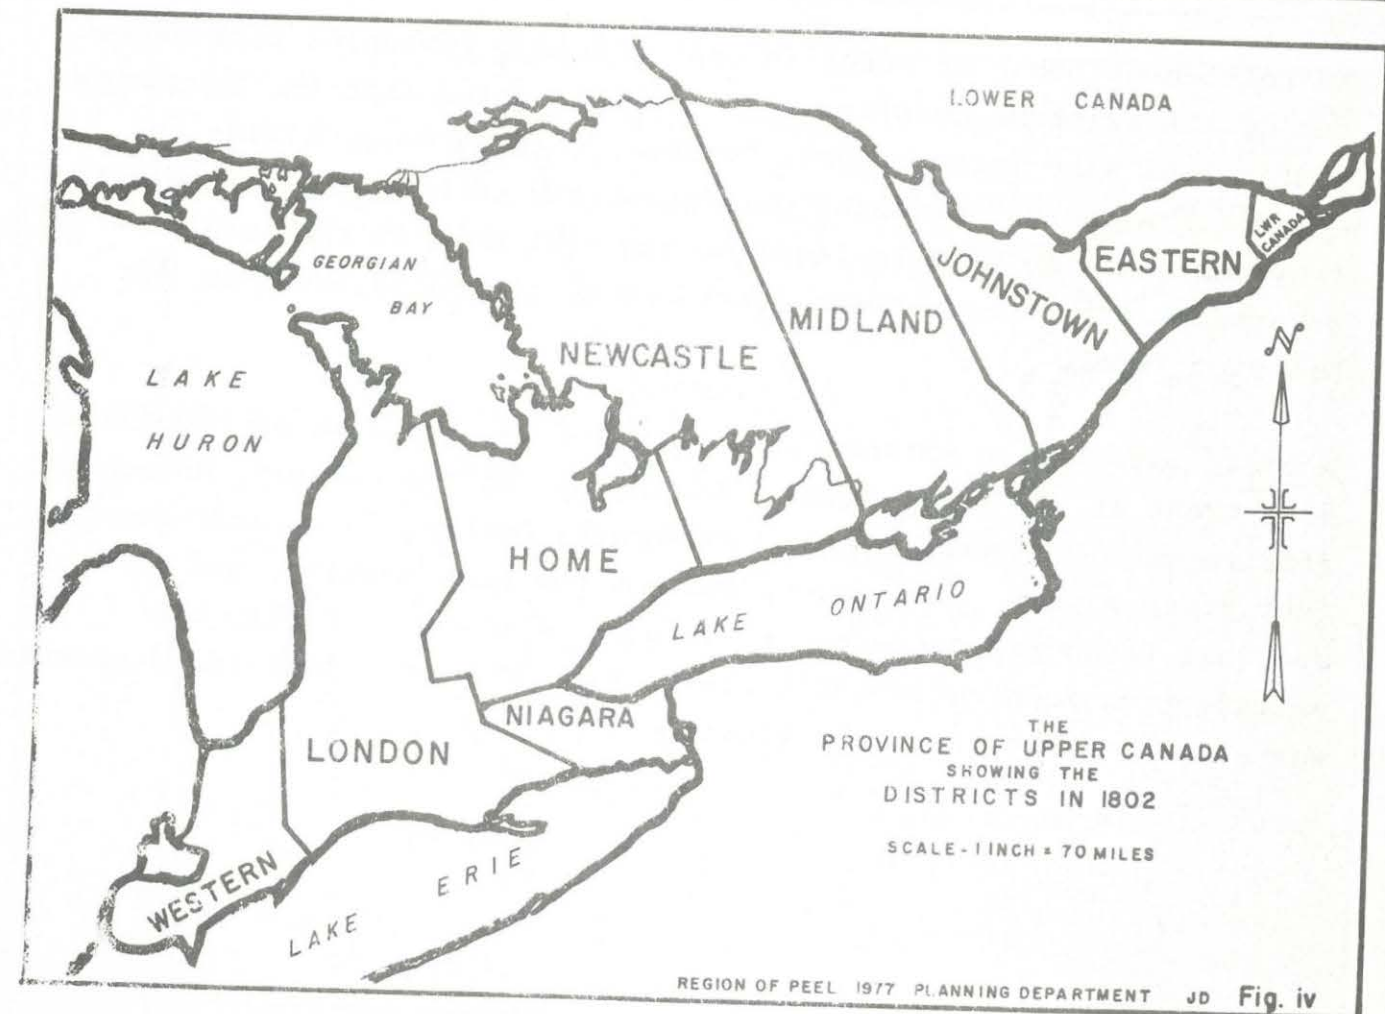 LOWER CANADA
LWR
CANADA
EASTERN
JOHNSTOWN
MIDLAND
NEWCASTLE
GEORGIAN
BAY
LAKE
HURON
N
HOME
LAKE ONTARIO
NIAGARA
LONDON
WESTERN
LAKE ERIE
THE
PROVINCE OF UPPER CANADA
SHOWING THE
DISTRICTS IN 1802
SCALE - 1 INCH = 70 MILES
REGION OF PEEL 1977 PLANNING DEPARTMENT JD Fig. iv